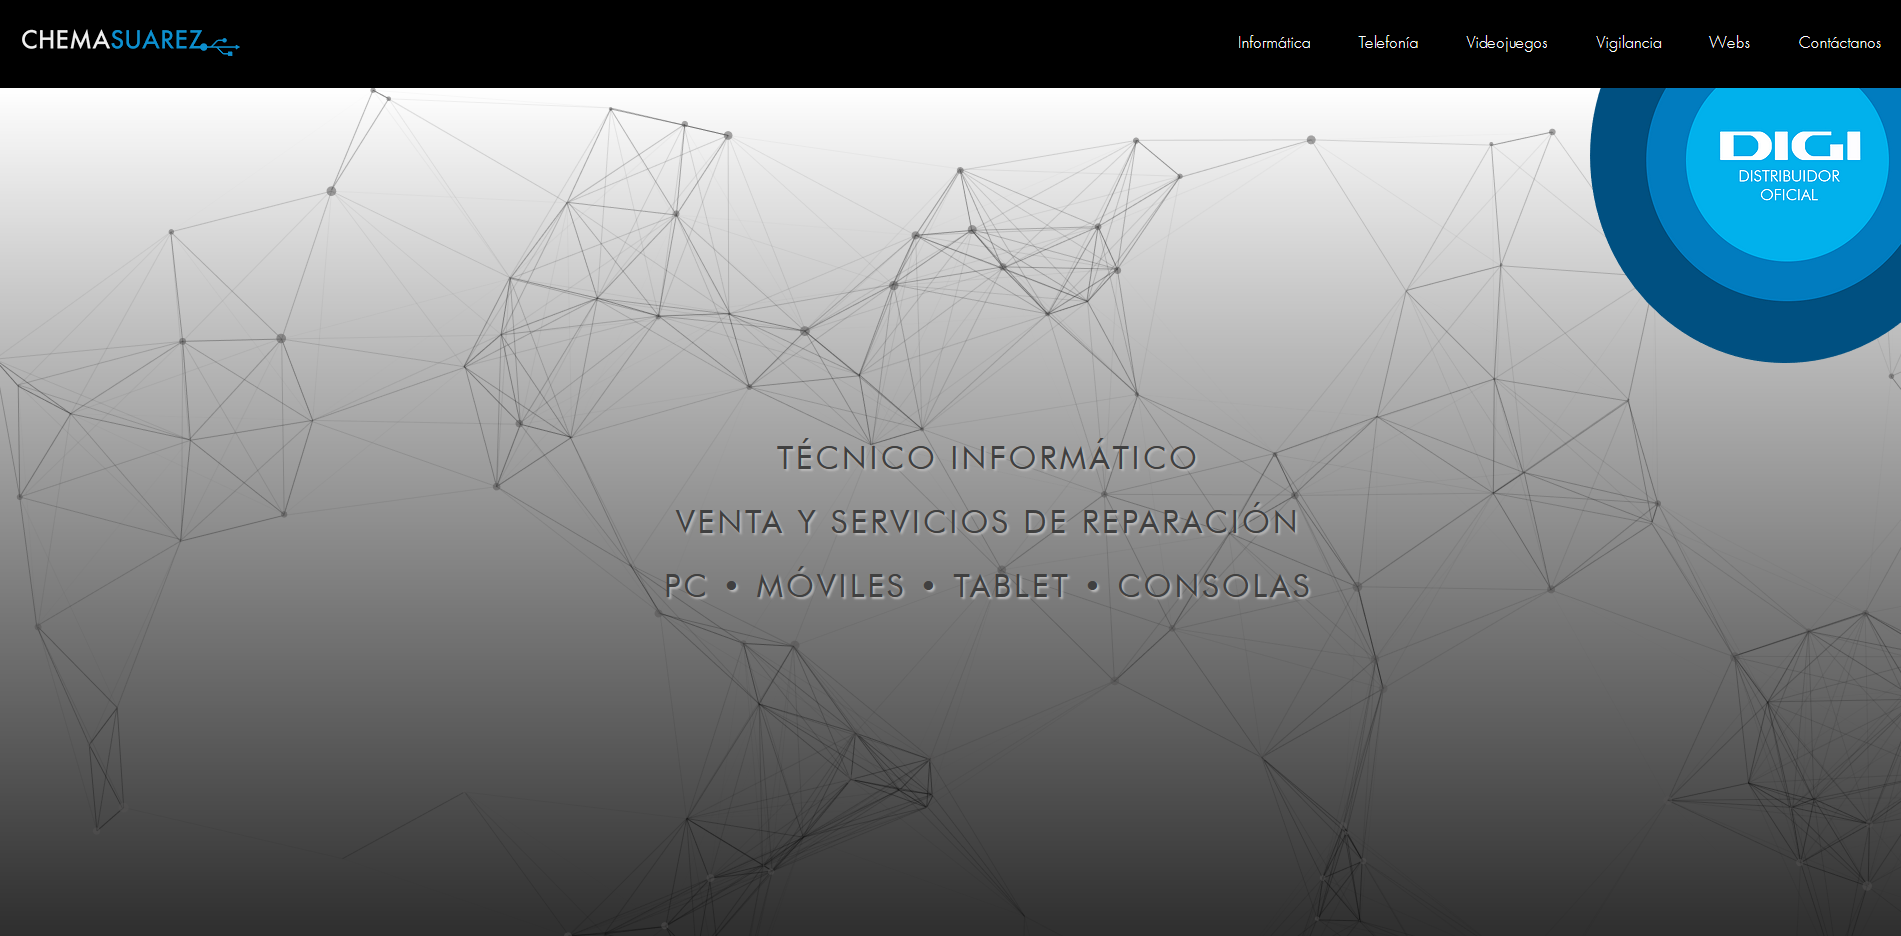 CHEMASUAREZ
Informática
Telefonía
Videojuegos
Vigilancia
Webs
Contáctanos
DIGI
DISTRIBUIDOR
OFICIAL
TÉCNICO INFORMÁTICO
VENTA Y SERVICIOS DE REPARACIÓN
PC • MÓVILES • TABLET • CONSOLAS